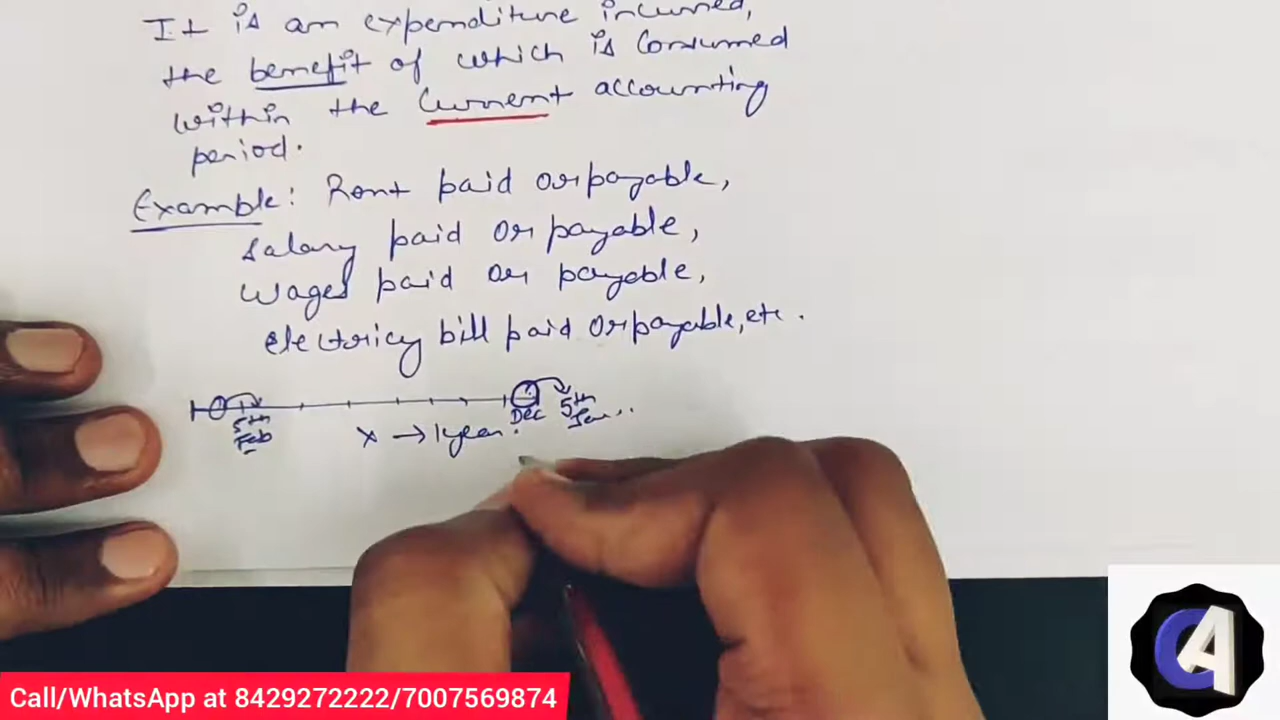 It is an expenditure incurred,
the benefit of which is consumed
within the current accounting
period.
Example: Rent paid or payable,
salary paid or payable,
wages paid or payable,
electricy bill paid or payable, etc.
5th Feb
Dec
5th Jan..
x → 1 year.
CA
Call/WhatsApp at 8429272222/7007569874